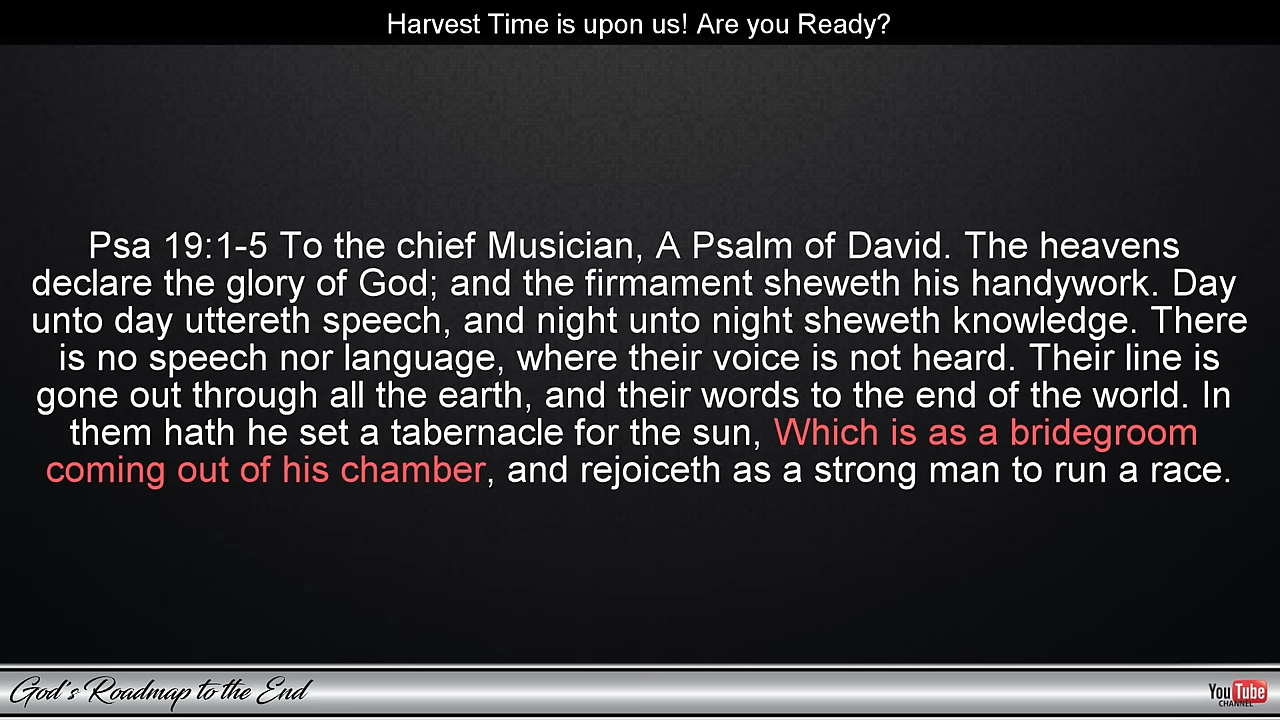 Harvest Time is upon us! Are you Ready?
Psa 19:1-5 To the chief Musician, A Psalm of David. The heavens
declare the glory of God; and the firmament sheweth his handywork. Day
unto day uttereth speech, and night unto night sheweth knowledge. There
is no speech nor language, where their voice is not heard. Their line is
gone out through all the earth, and their words to the end of the world. In
them hath he set a tabernacle for the sun, Which is as a bridegroom
coming out of his chamber, and rejoiceth as a strong man to run a race.
God's Roadmap to the End
YouTube
CHANNEL